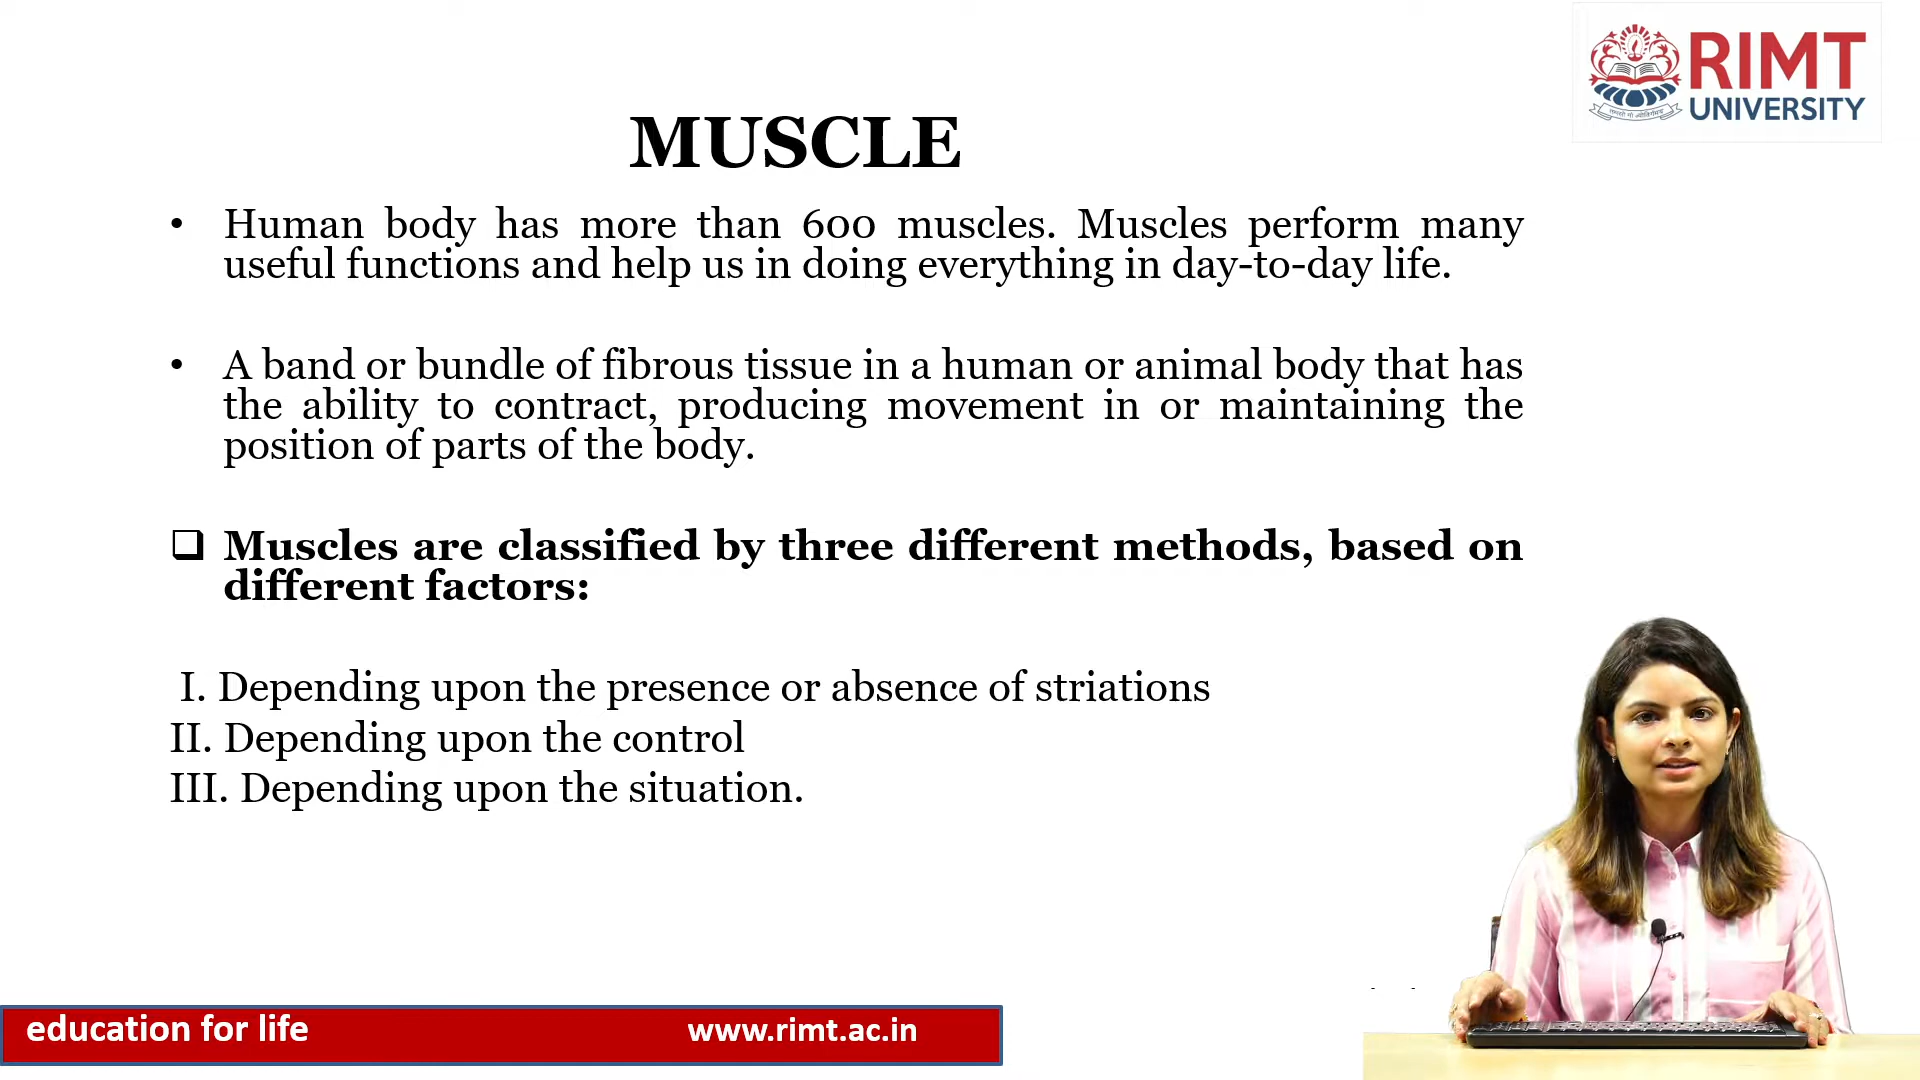 RIMT
UNIVERSITY
MUSCLE
• Human body has more than 600 muscles. Muscles perform many
useful functions and help us in doing everything in day-to-day life.
• A band or bundle of fibrous tissue in a human or animal body that has
the ability to contract, producing movement in or maintaining the
position of parts of the body.
❑ Muscles are classified by three different methods, based on
different factors:
I. Depending upon the presence or absence of striations
II. Depending upon the control
III. Depending upon the situation.
education for life www.rimt.ac.in